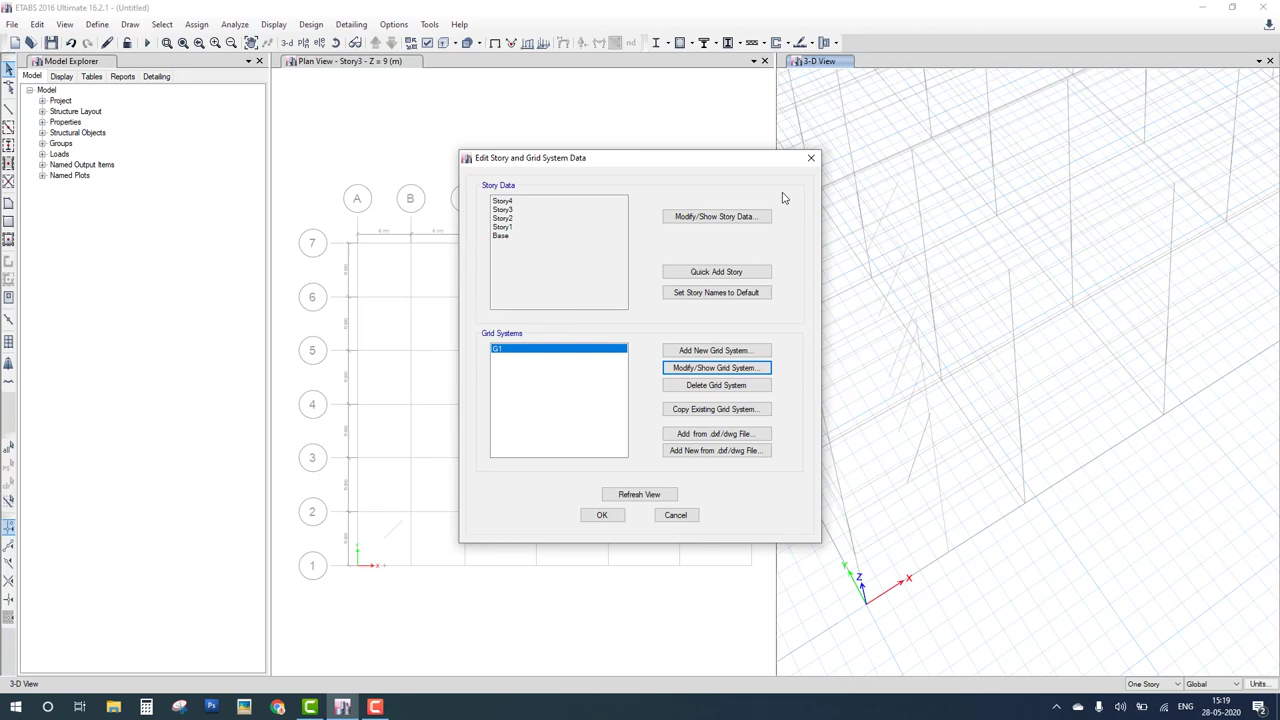 ETABS 2016 Ultimate 16.2.1 - (Untitled)
File Edit View Define Draw Select Assign Analyze Display Design Detailing Options Tools Help
3-d nd
Model Explorer
Plan View - Story3 - Z = 9 (m)
3-D View
Model Display Tables Reports Detailing
Model
Project
Structure Layout
Properties
Structural Objects
Groups
Loads
Named Output Items
Named Plots
A B
7
6
5
4
3
2
1
Y
X
Edit Story and Grid System Data
Story Data
Story4
Story3
Story2
Story1
Base
Modify/Show Story Data...
Quick Add Story
Set Story Names to Default
Grid Systems
G1
Add New Grid System...
Modify/Show Grid System...
Delete Grid System
Copy Existing Grid System...
Add from .dxf/dwg File...
Add New from .dxf/dwg File...
Refresh View
OK Cancel
Y
Z
X
all
3-D View
One Story
Global
Units...
ENG
15:19
28-05-2020
2